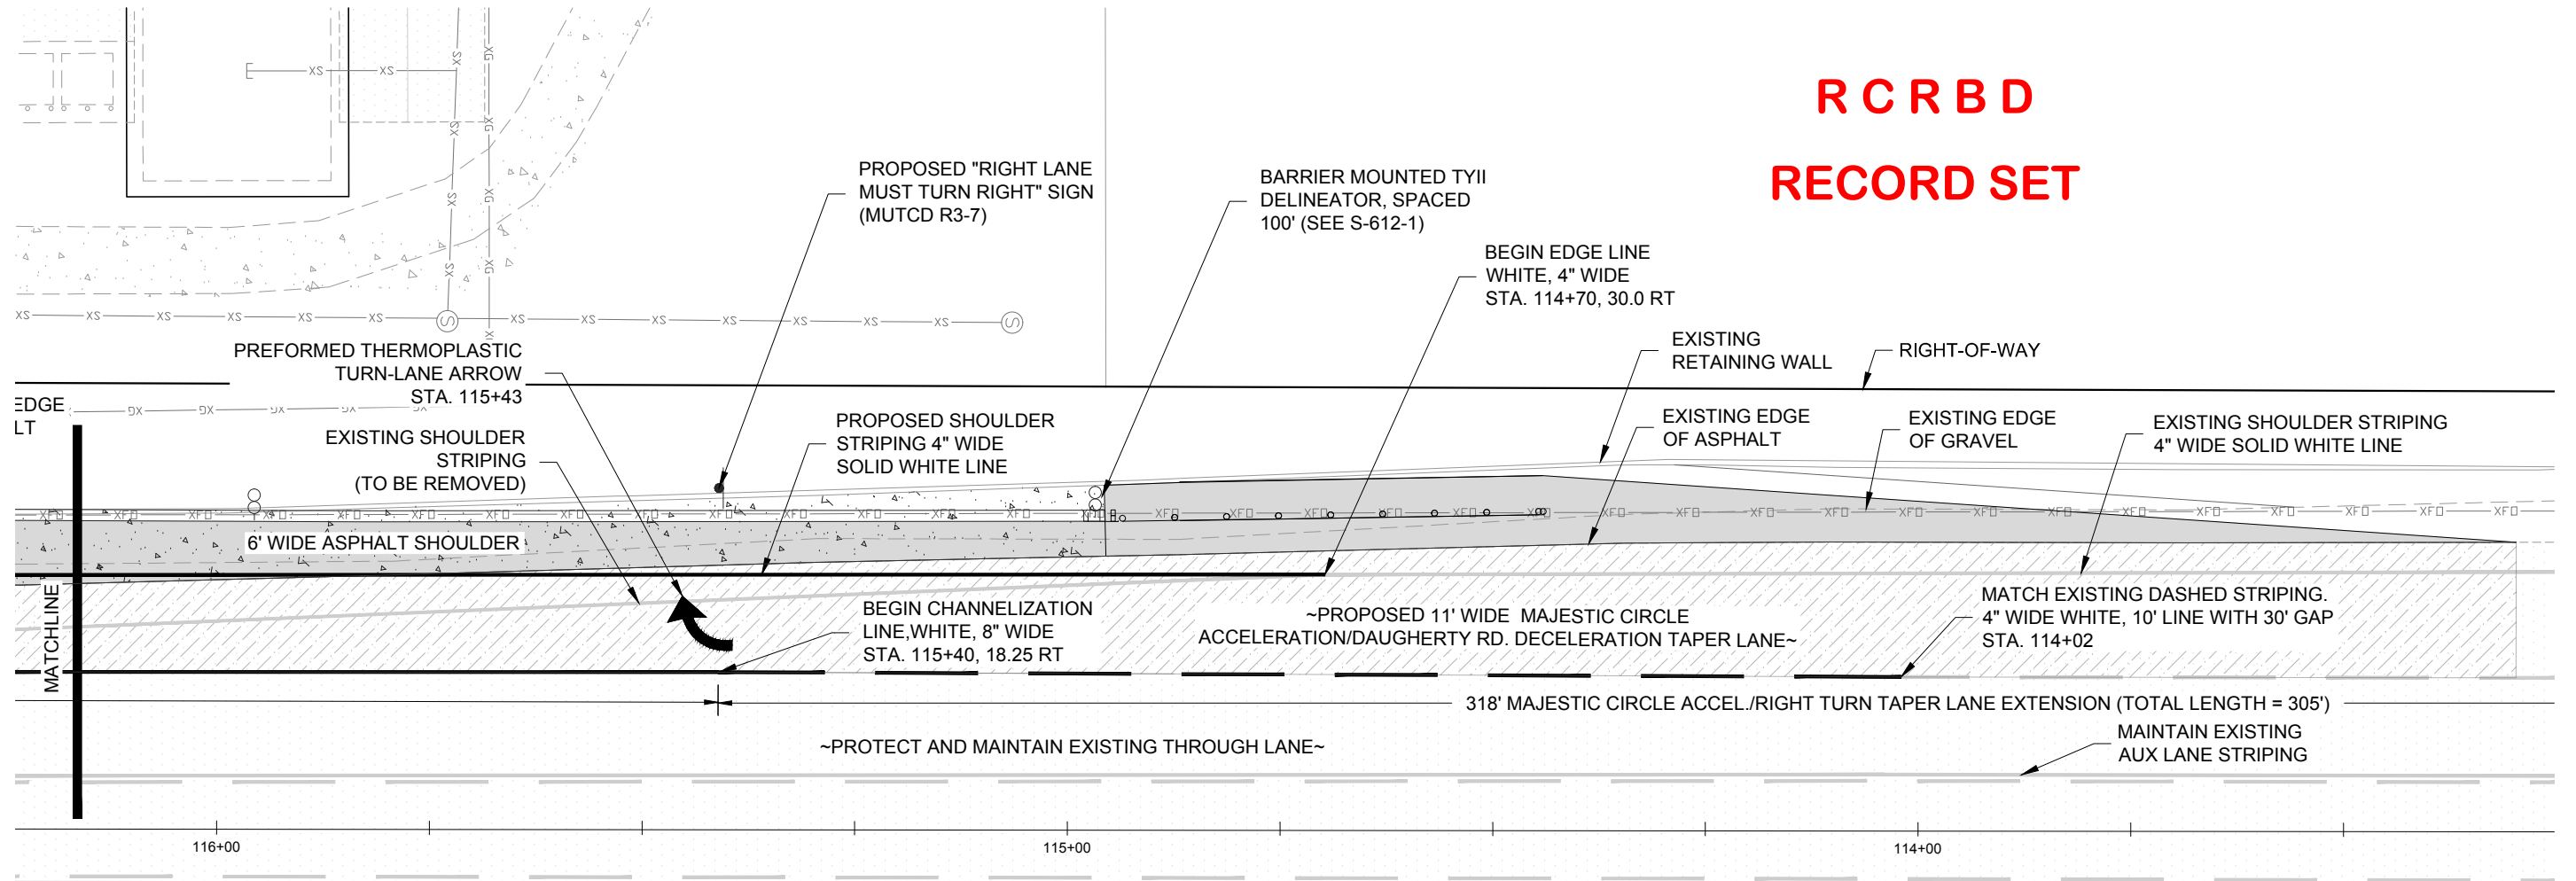 R C R B D
RECORD SET
PROPOSED "RIGHT LANE
MUST TURN RIGHT" SIGN
(MUTCD R3-7)
BARRIER MOUNTED TYII
DELINEATOR, SPACED
100' (SEE S-612-1)
BEGIN EDGE LINE
WHITE, 4" WIDE
STA. 114+70, 30.0 RT
EXISTING
RETAINING WALL
RIGHT-OF-WAY
PREFORMED THERMOPLASTIC
TURN-LANE ARROW
STA. 115+43
EDGE
LT
EXISTING SHOULDER
STRIPING
(TO BE REMOVED)
PROPOSED SHOULDER
STRIPING 4" WIDE
SOLID WHITE LINE
EXISTING EDGE
OF ASPHALT
EXISTING EDGE
OF GRAVEL
EXISTING SHOULDER STRIPING
4" WIDE SOLID WHITE LINE
6' WIDE ASPHALT SHOULDER
MATCHLINE
BEGIN CHANNELIZATION
LINE,WHITE, 8" WIDE
STA. 115+40, 18.25 RT
~PROPOSED 11' WIDE MAJESTIC CIRCLE
ACCELERATION/DAUGHERTY RD. DECELERATION TAPER LANE~
MATCH EXISTING DASHED STRIPING.
4" WIDE WHITE, 10' LINE WITH 30' GAP
STA. 114+02
318' MAJESTIC CIRCLE ACCEL./RIGHT TURN TAPER LANE EXTENSION (TOTAL LENGTH = 305')
~PROTECT AND MAINTAIN EXISTING THROUGH LANE~
MAINTAIN EXISTING
AUX LANE STRIPING
116+00
115+00
114+00